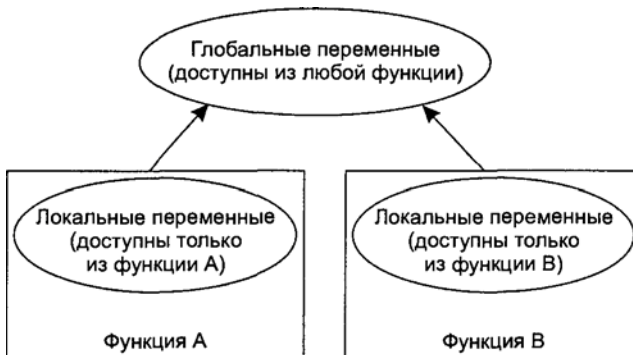 Глобальные переменные
(доступны из любой функции)
Локальные переменные
(доступны только
из функции А)
Функция А
Локальные переменные
(доступны только
из функции В)
Функция В